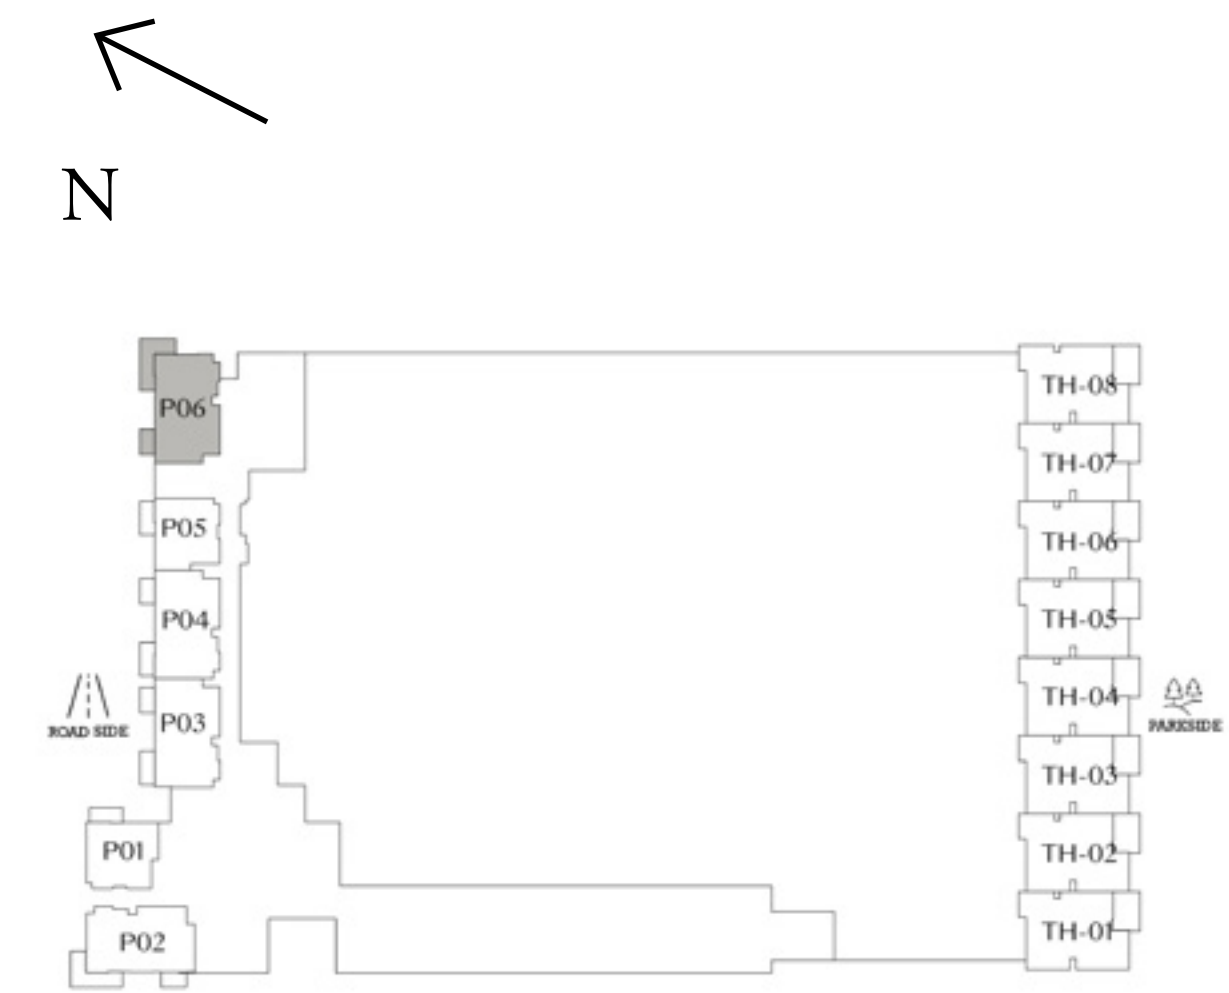 N
P06
TH-08
TH-07
P05
TH-06
P04
TH-05
ROAD SIDE
P03
TH-04
PARKSIDE
TH-03
P01
TH-02
P02
TH-01